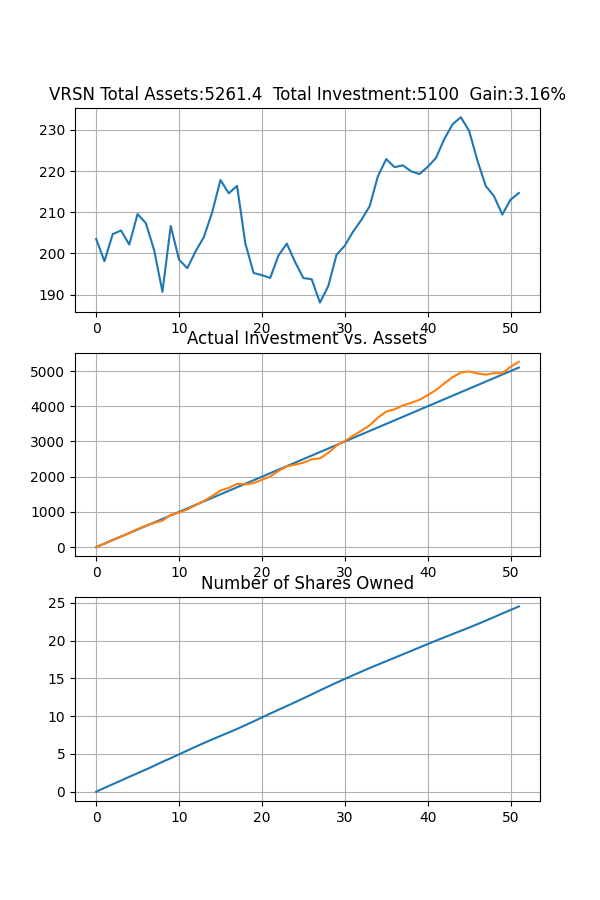 VRSN Total Assets:5261.4  Total Investment:5100  Gain:3.16%
230
220
210
200
190
0 10 20 30 40 50
Actual Investment vs. Assets
5000
4000
3000
2000
1000
0
0 10 20 30 40 50
Number of Shares Owned
25
20
15
10
5
0
0 10 20 30 40 50